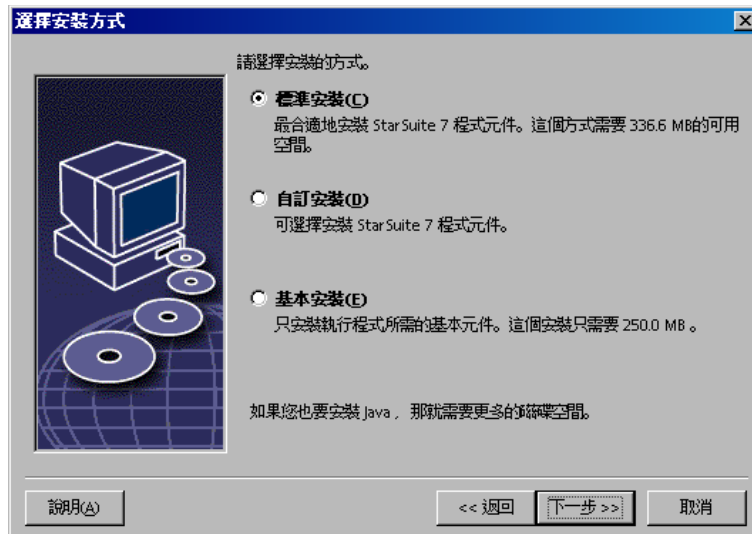 選擇安裝方式
請選擇安裝的方式。
標準安裝(C)
最合適地安裝 StarSuite 7 程式元件。這個方式需要 336.6 MB的可用
空間。
自訂安裝(D)
可選擇安裝 StarSuite 7 程式元件。
基本安裝(E)
只安裝執行程式所需的基本元件。這個安裝只需要 250.0 MB 。
如果您也要安裝 Java , 那就需要更多的磁碟空間。
說明(A)
<< 返回
下一步 >>
取消